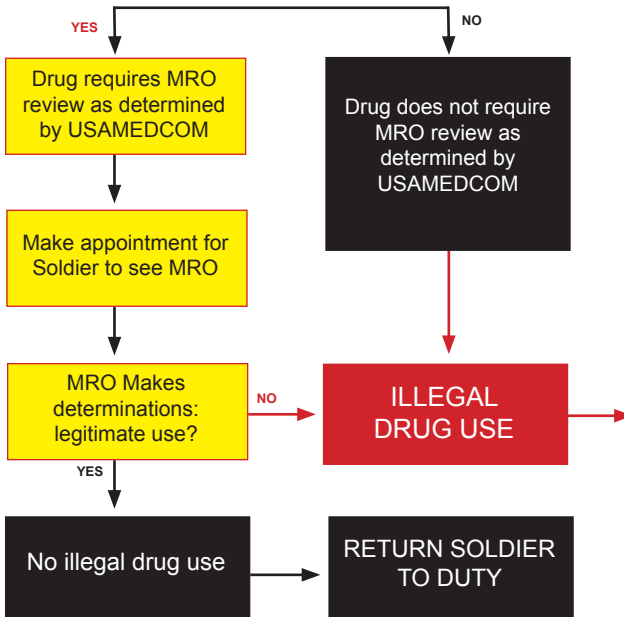 YES
NO
Drug requires MRO
review as determined
by USAMEDCOM
Drug does not require
MRO review as
determined by
USAMEDCOM
Make appointment for
Soldier to see MRO
MRO Makes
determinations:
legitimate use?
NO
ILLEGAL
DRUG USE
YES
No illegal drug use
RETURN SOLDIER
TO DUTY